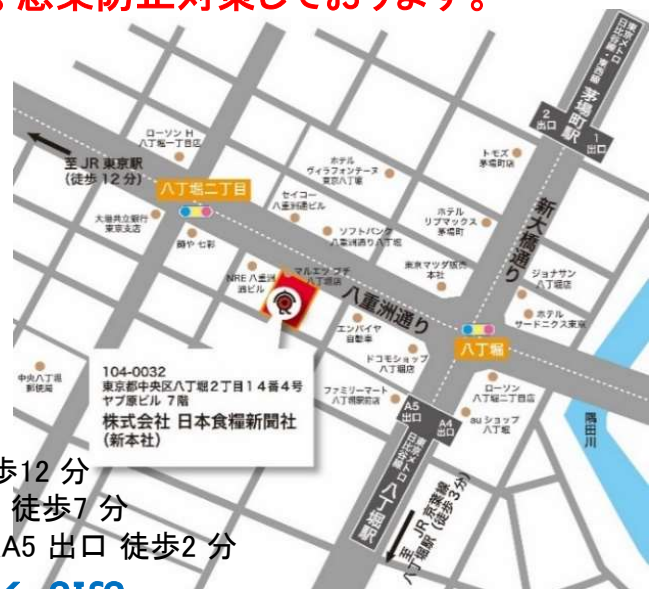 感染防止対策しております。
東京メトロ
日比谷線・東西線
茅場町駅
2
出口
1
出口
ローソン H
八丁堀一丁目店
至 JR 東京駅
(徒歩 12 分)
八丁堀二丁目
ホテル
ヴィラフォンテーヌ
東京八丁堀
トモズ
茅場町店
セイコー
八重洲通ビル
大垣共立銀行
東京支店
麺や 七彩
ソフトバンク
八重洲通り八丁堀
ホテル
リブマックス
茅場町
新大橋通り
東京マツダ販売
本社
ジョナサン
八丁堀店
NRE 八重洲
洲ビル
マルエツ プチ
八丁堀店
八重洲通り
ホテル
サードニクス東京
エンパイヤ
自動車
八丁堀
ドコモショップ
八丁堀店
中央八丁堀
郵便局
104-0032
東京都中央区八丁堀2丁目14番4号
ヤブ原ビル 7階
株式会社 日本食糧新聞社
(新本社)
ファミリーマート
八丁堀駅前店
A5
出口
A4
出口
ローソン
八丁堀二丁目店
au ショップ
八丁堀
隅田川
東京メトロ
日比谷線
八丁堀駅
至 JR 京葉線
八丁堀駅 (徒歩3分)
歩12 分
徒歩7 分
A5 出口 徒歩2 分